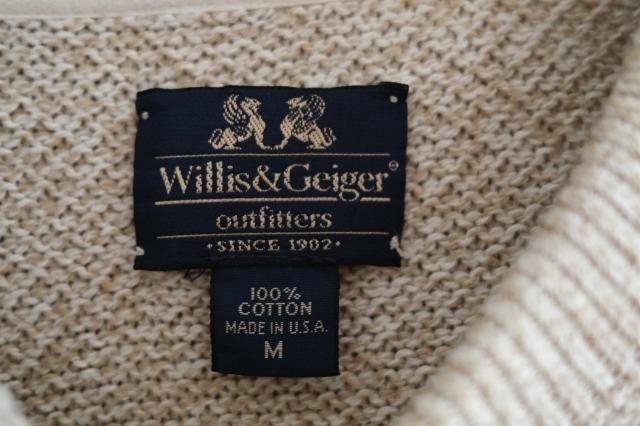 Willis&Geiger®
outfitters
• SINCE 1902 •
100%
COTTON
MADE IN U.S.A.
M